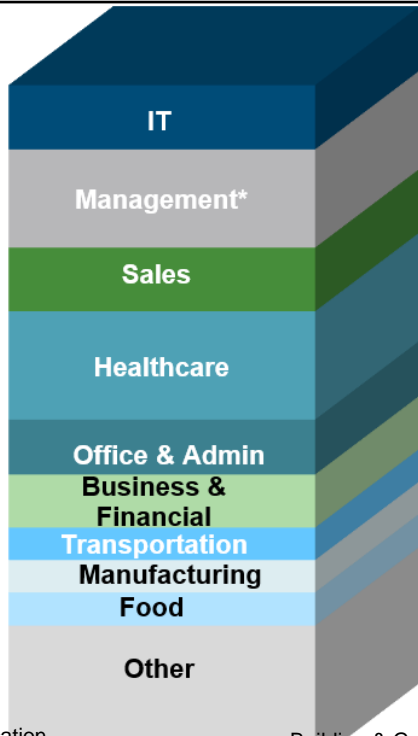 IT
Management*
Sales
Healthcare
Office & Admin
Business &
Financial
Transportation
Manufacturing
Food
Other